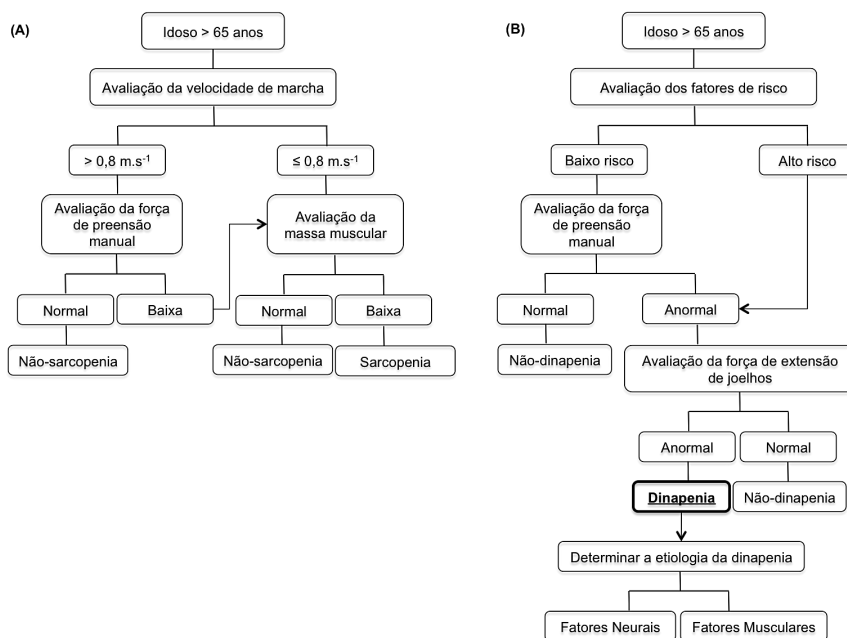 (A)
Idoso > 65 anos
Avaliação da velocidade de marcha
> 0,8 m.s⁻¹
≤ 0,8 m.s⁻¹
Avaliação da força
de preensão
manual
Avaliação da
massa muscular
Normal
Baixa
Normal
Baixa
Não-sarcopenia
Não-sarcopenia
Sarcopenia
(B)
Idoso > 65 anos
Avaliação dos fatores de risco
Baixo risco
Alto risco
Avaliação da força
de preensão
manual
Normal
Anormal
Não-dinapenia
Avaliação da força de extensão
de joelhos
Anormal
Normal
Dinapenia
Não-dinapenia
Determinar a etiologia da dinapenia
Fatores Neurais
Fatores Musculares